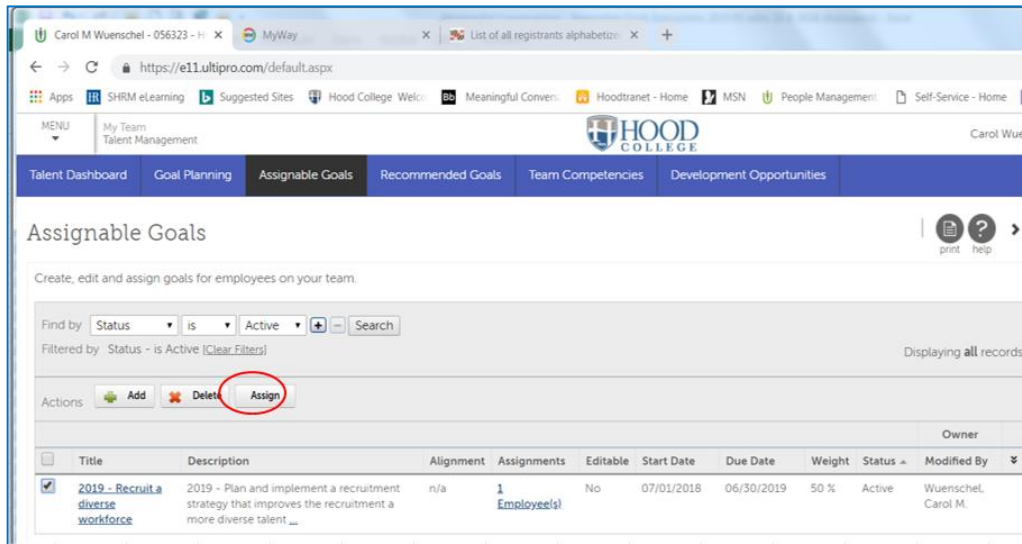 Carol M Wuenschel - 056323 - H
MyWay
List of all registrants alphabetize
https://e11.ultipro.com/default.aspx
Apps SHRM eLearning Suggested Sites Hood College Welco Bb Meaningful Convers Hoodtranet - Home MSN People Management Self-Service - Home
MENU My Team
Talent Management
HOOD
COLLEGE
Carol Wue
Talent Dashboard Goal Planning Assignable Goals Recommended Goals Team Competencies Development Opportunities
Assignable Goals
print help
Create, edit and assign goals for employees on your team.
Find by Status is Active Search
Filtered by Status - is Active [Clear Filters]
Displaying all records
Actions Add Delete Assign
Owner
Title Description Alignment Assignments Editable Start Date Due Date Weight Status Modified By
2019 - Recruit a 2019 - Plan and implement a recruitment n/a 1 No 07/01/2018 06/30/2019 50 % Active Wuenschel,
diverse strategy that improves the recruitment a Employee(s) Carol M.
workforce more diverse talent ...